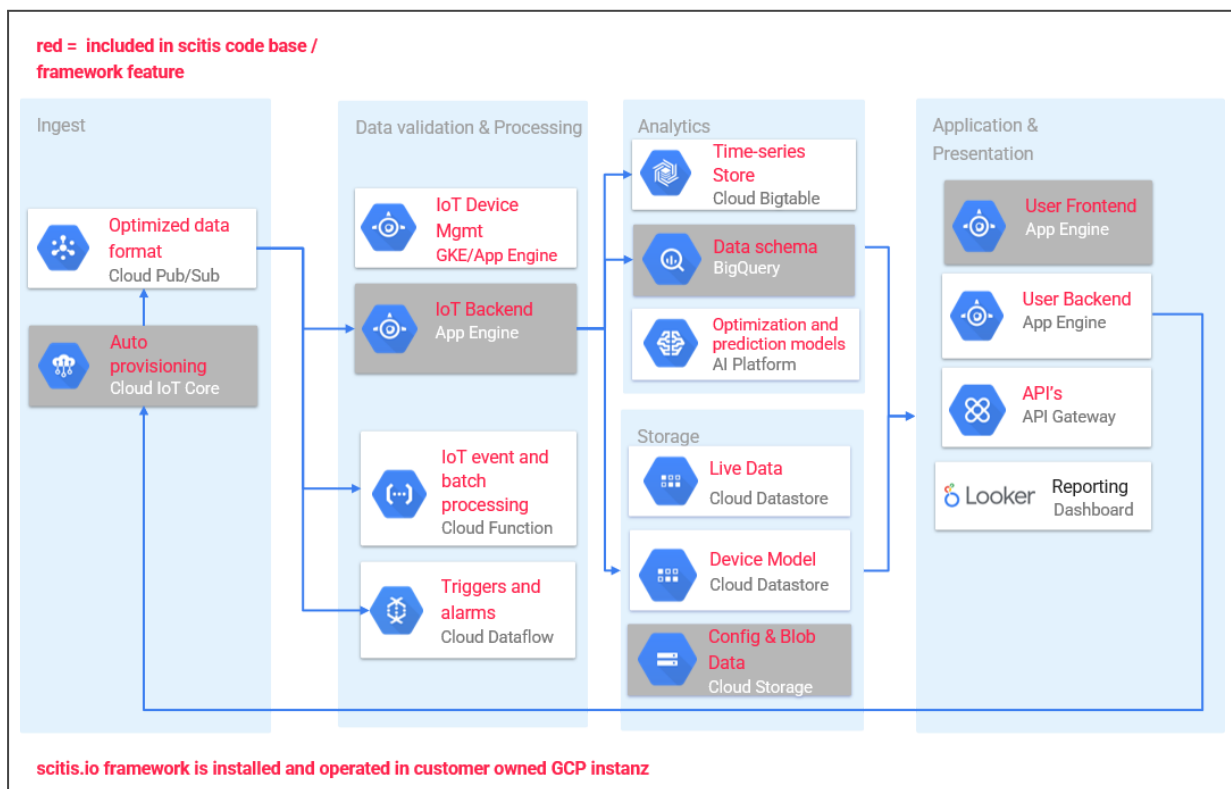 red =  included in scitis code base /
framework feature
Ingest
Optimized data
format
Cloud Pub/Sub
Auto
provisioning
Cloud IoT Core
Data validation & Processing
IoT Device
Mgmt
GKE/App Engine
IoT Backend
App Engine
IoT event and
batch
processing
Cloud Function
Triggers and
alarms
Cloud Dataflow
Analytics
Time-series
Store
Cloud Bigtable
Data schema
BigQuery
Optimization and
prediction models
AI Platform
Storage
Live Data
Cloud Datastore
Device Model
Cloud Datastore
Config & Blob
Data
Cloud Storage
Application &
Presentation
User Frontend
App Engine
User Backend
App Engine
API's
API Gateway
Looker
Reporting
Dashboard
scitis.io framework is installed and operated in customer owned GCP instanz